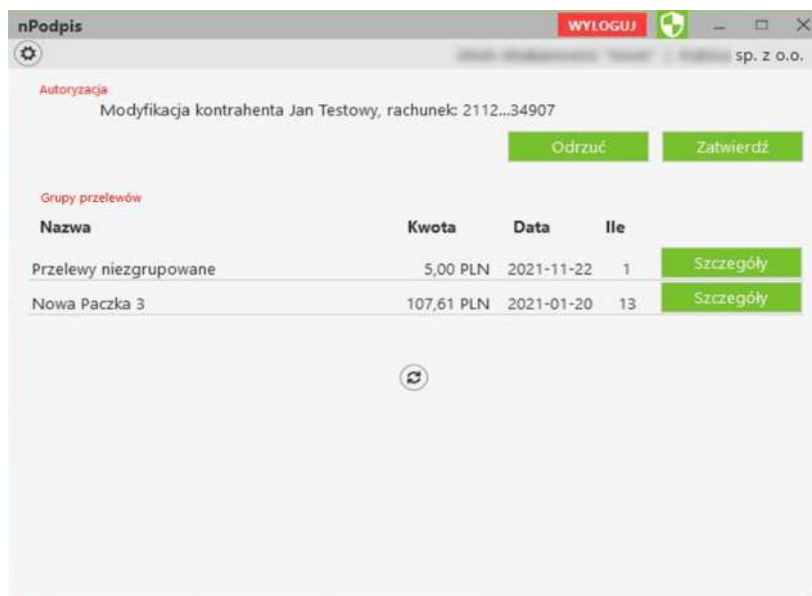 nPodpis WYLOGUJ
sp. z o.o.
Autoryzacja
Modyfikacja kontrahenta Jan Testowy, rachunek: 2112...34907
Odrzuć Zatwierdź
Grupy przelewów
Nazwa Kwota Data Ile
Przelewy niezgrupowane 5,00 PLN 2021-11-22 1 Szczegóły
Nowa Paczka 3 107,61 PLN 2021-01-20 13 Szczegóły